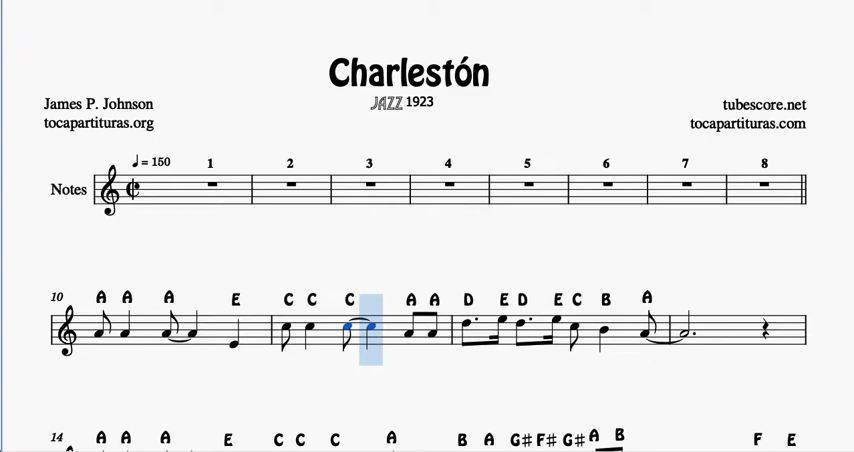 Charlestón
JAZZ 1923
James P. Johnson
tubescore.net
tocapartituras.org
tocapartituras.com
= 150 1 2 3 4 5 6 7 8
Notes
10 A A A E C C C A A D E D E C B A
14 A A A E C C C A B A G# F# G# A B F E